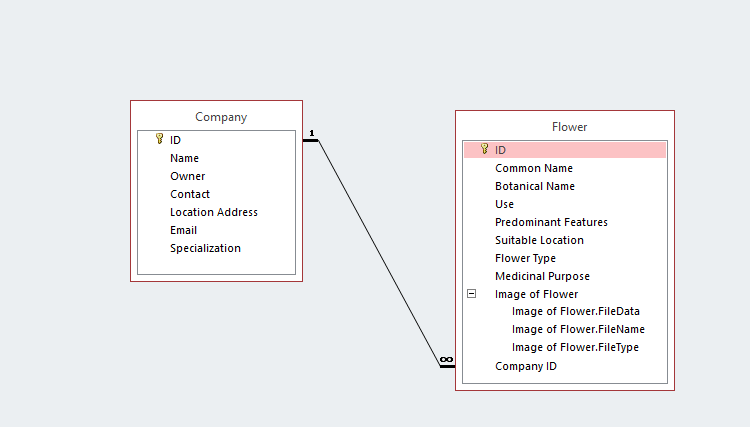 Company
ID
Name
Owner
Contact
Location Address
Email
Specialization
1
∞
Flower
ID
Common Name
Botanical Name
Use
Predominant Features
Suitable Location
Flower Type
Medicinal Purpose
Image of Flower
Image of Flower.FileData
Image of Flower.FileName
Image of Flower.FileType
Company ID